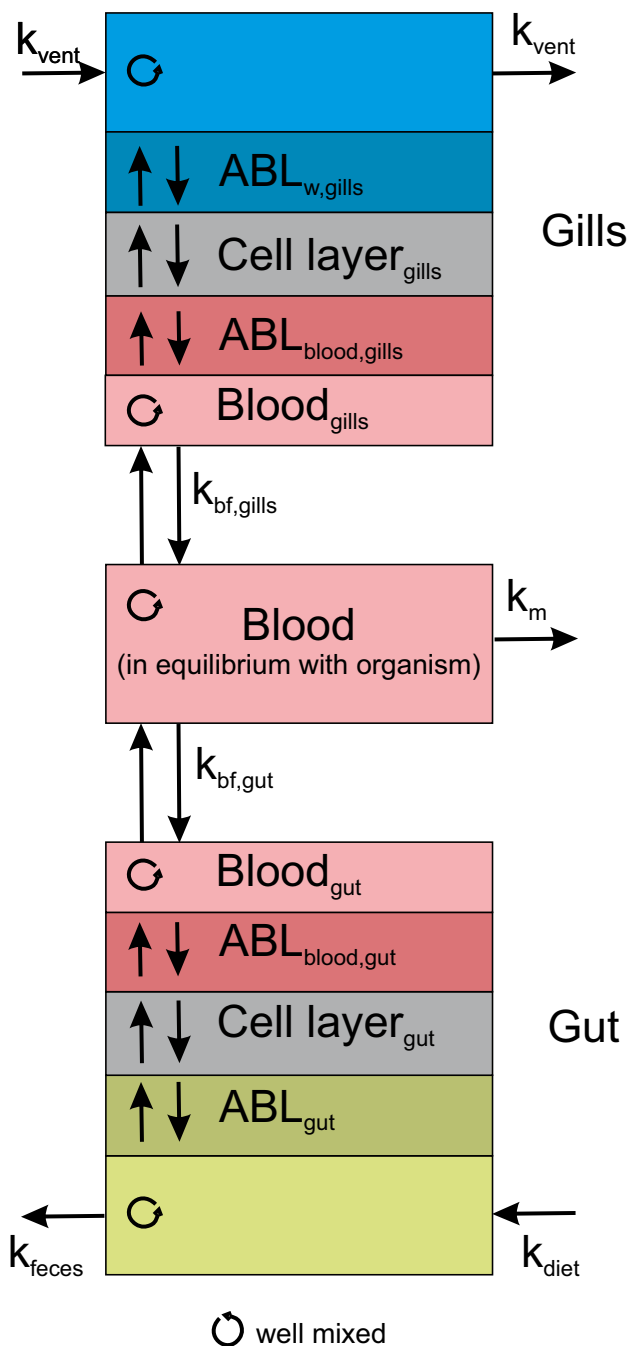 kvent
kvent
ABLw,gills
Gills
Cell layergills
ABLblood,gills
Bloodgills
kbf,gills
Blood
(in equilibrium with organism)
km
kbf,gut
Bloodgut
ABLblood,gut
Cell layergut
Gut
ABLgut
kfeces
kdiet
well mixed